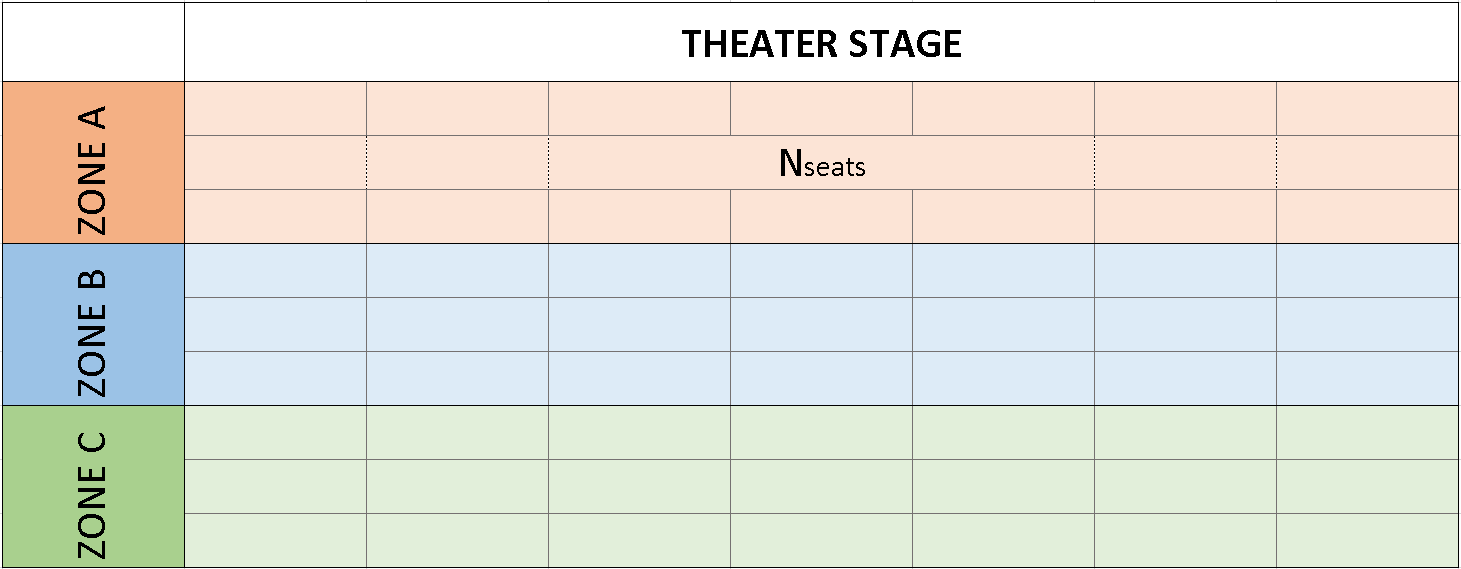 THEATER STAGE
ZONE A
Nseats
ZONE B
ZONE C